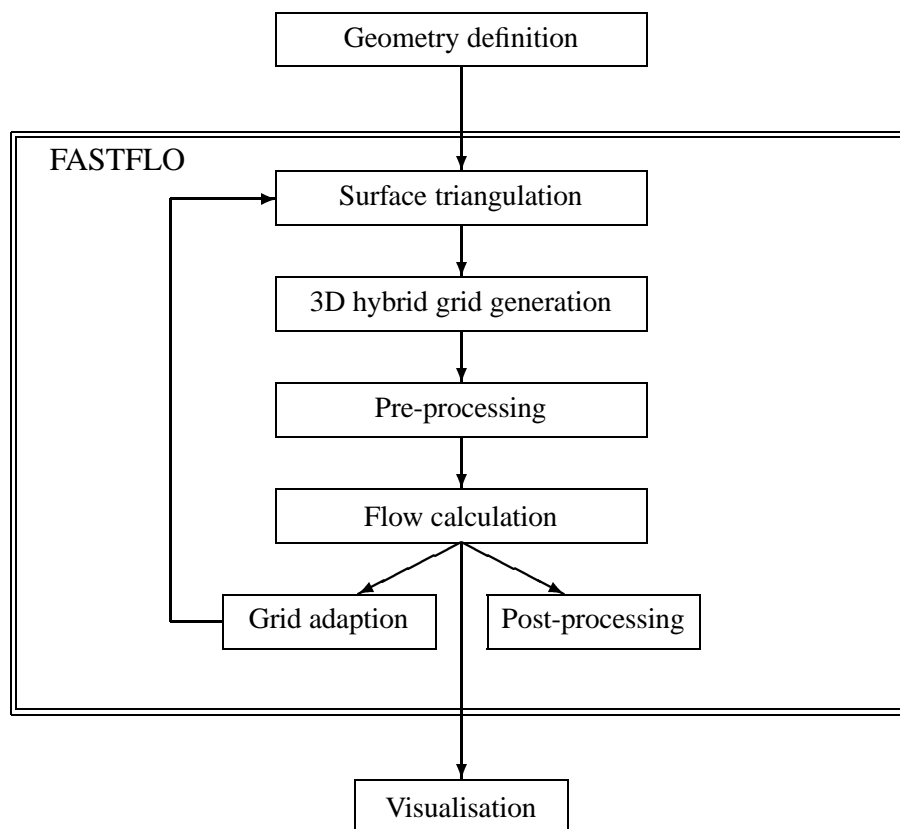 Geometry definition
FASTFLO
Surface triangulation
3D hybrid grid generation
Pre-processing
Flow calculation
Grid adaption
Post-processing
Visualisation